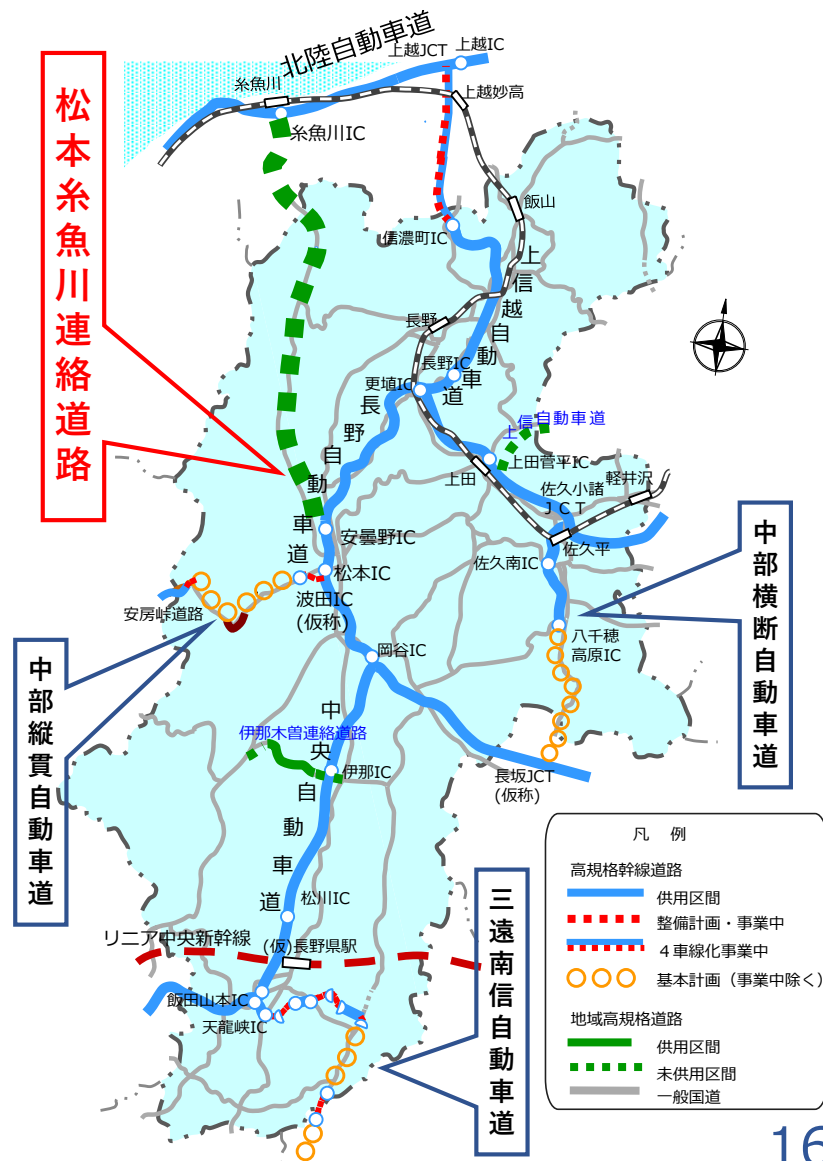 北陸自動車道
上越JCT
上越IC
糸魚川
上越妙高
糸魚川IC
松本糸魚川連絡道路
飯山
信濃町IC
上信越自動車道
長野
長野IC
更埴IC
長野自動車道
上信自動車道
上田菅平IC
上田
軽井沢
佐久小諸
JCT
佐久平
安曇野IC
佐久南IC
松本IC
波田IC
(仮称)
安房峠道路
中部横断自動車道
八千穂
高原IC
岡谷IC
中部縦貫自動車道
中央自動車道
伊那木曽連絡道路
伊那IC
長坂JCT
(仮称)
松川IC
リニア中央新幹線
(仮)長野県駅
三遠南信自動車道
飯田山本IC
天龍峡IC
凡 例
高規格幹線道路
供用区間
整備計画・事業中
４車線化事業中
基本計画（事業中除く）
地域高規格道路
供用区間
未供用区間
一般国道
16